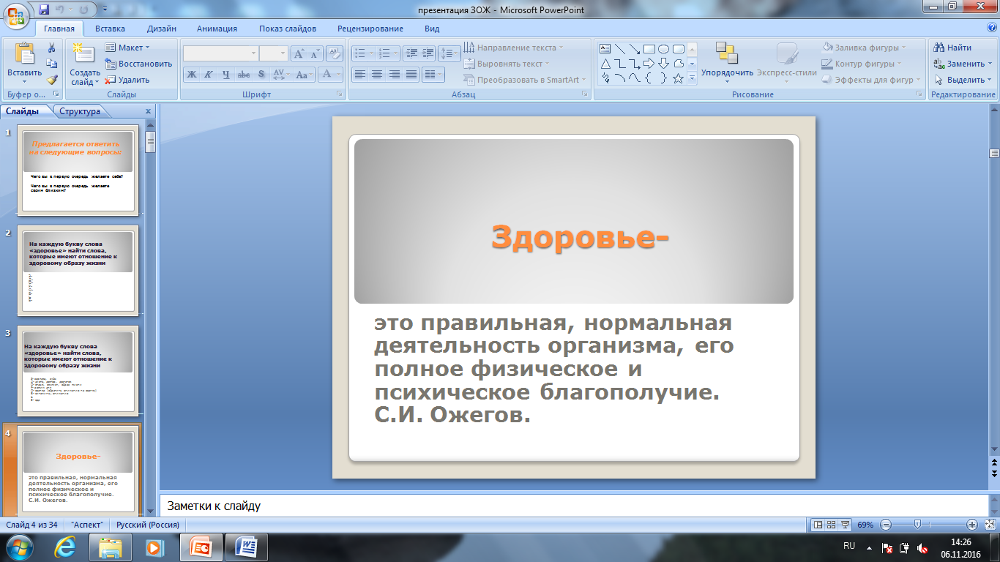 презентация ЗОЖ - Microsoft PowerPoint
Главная Вставка Дизайн Анимация Показ слайдов Рецензирование Вид
Вставить
Буфер о...
Создать слайд
Макет
Восстановить
Удалить
Слайды
Ж К Ч abc S AV Aa A
Шрифт
Направление текста
Выровнять текст
Преобразовать в SmartArt
Абзац
Упорядочить
Экспресс-стили
Заливка фигуры
Контур фигуры
Эффекты для фигур
Рисование
Найти
Заменить
Выделить
Редактирование
Слайды Структура x
1
Предлагается ответить
на следующие вопросы:
Чего вы в первую очередь желаете себе?
Чего вы в первую очередь желаете
своим близким?
2
На каждую букву слова
«здоровье» найти слова,
которые имеют отношение к
здоровому образу жизни
3
На каждую букву слова
«здоровье» найти слова,
которые имеют отношение к
здоровому образу жизни
4
Здоровье-
это правильная, нормальная
деятельность организма, его
полное физическое и
психическое благополучие.
С.И. Ожегов.
Здоровье-
это правильная, нормальная
деятельность организма, его
полное физическое и
психическое благополучие.
С.И. Ожегов.
Заметки к слайду
Слайд 4 из 34 "Аспект" Русский (Россия) 69%
RU 14:26
06.11.2016